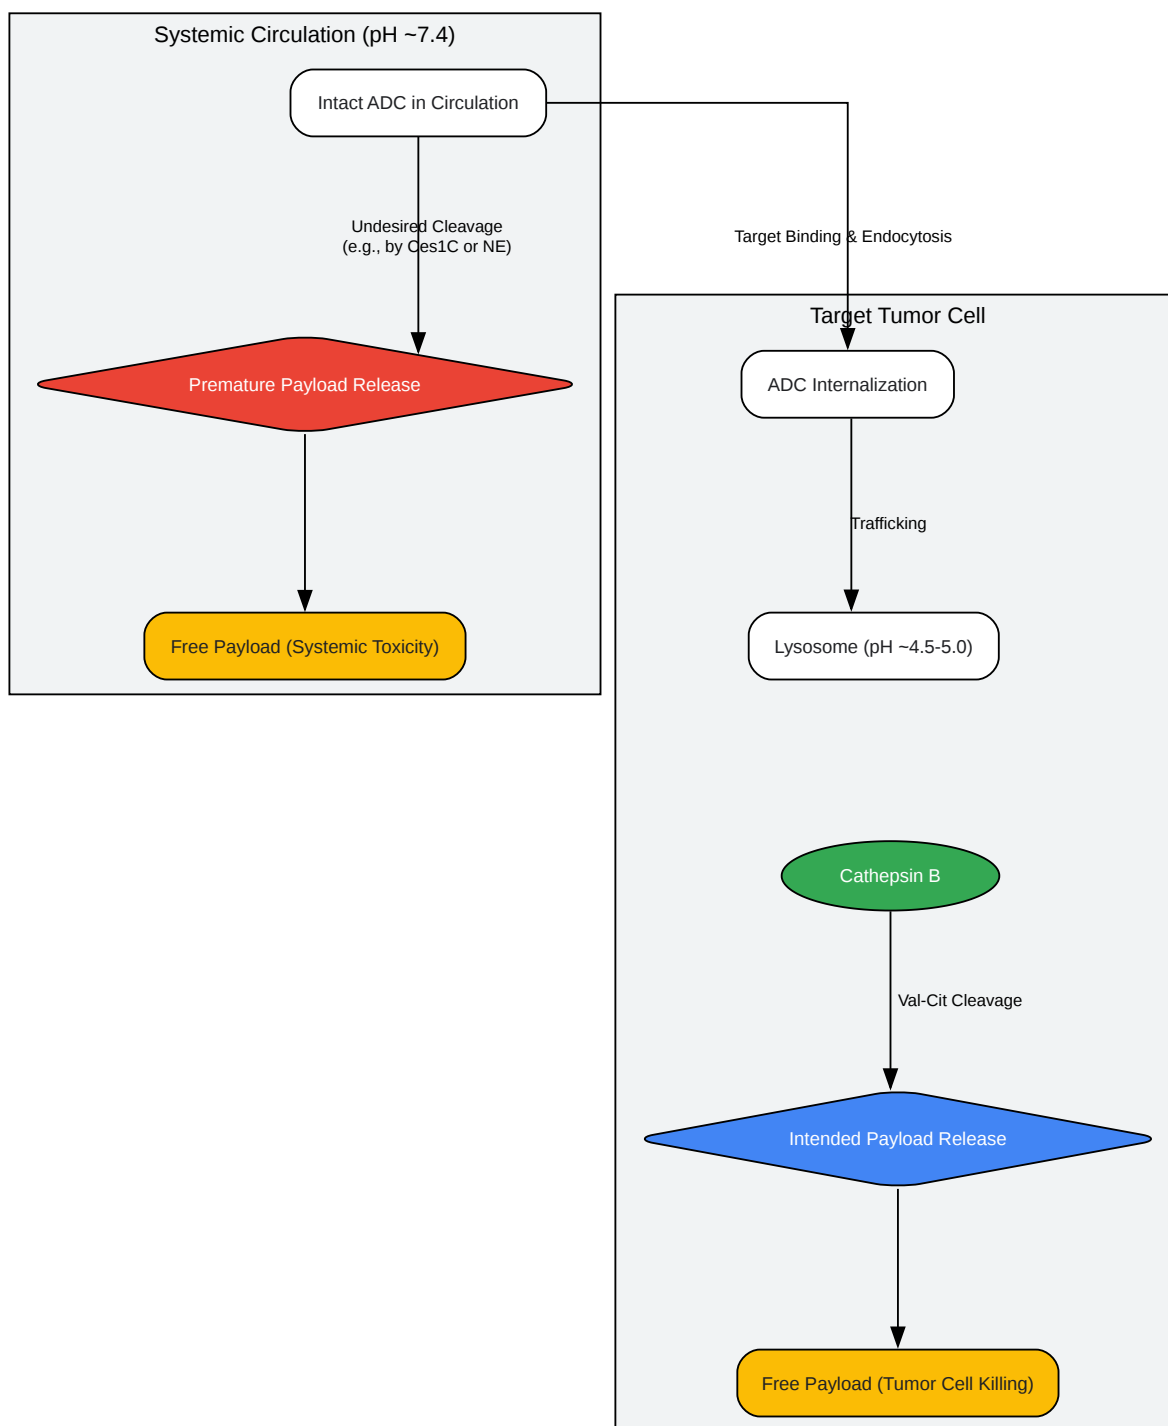 Systemic Circulation (pH ~7.4)
Intact ADC in Circulation
Undesired Cleavage
(e.g., by Ces1C or NE)
Premature Payload Release
Free Payload (Systemic Toxicity)
Target Binding & Endocytosis
Target Tumor Cell
ADC Internalization
Trafficking
Lysosome (pH ~4.5-5.0)
Cathepsin B
Val-Cit Cleavage
Intended Payload Release
Free Payload (Tumor Cell Killing)